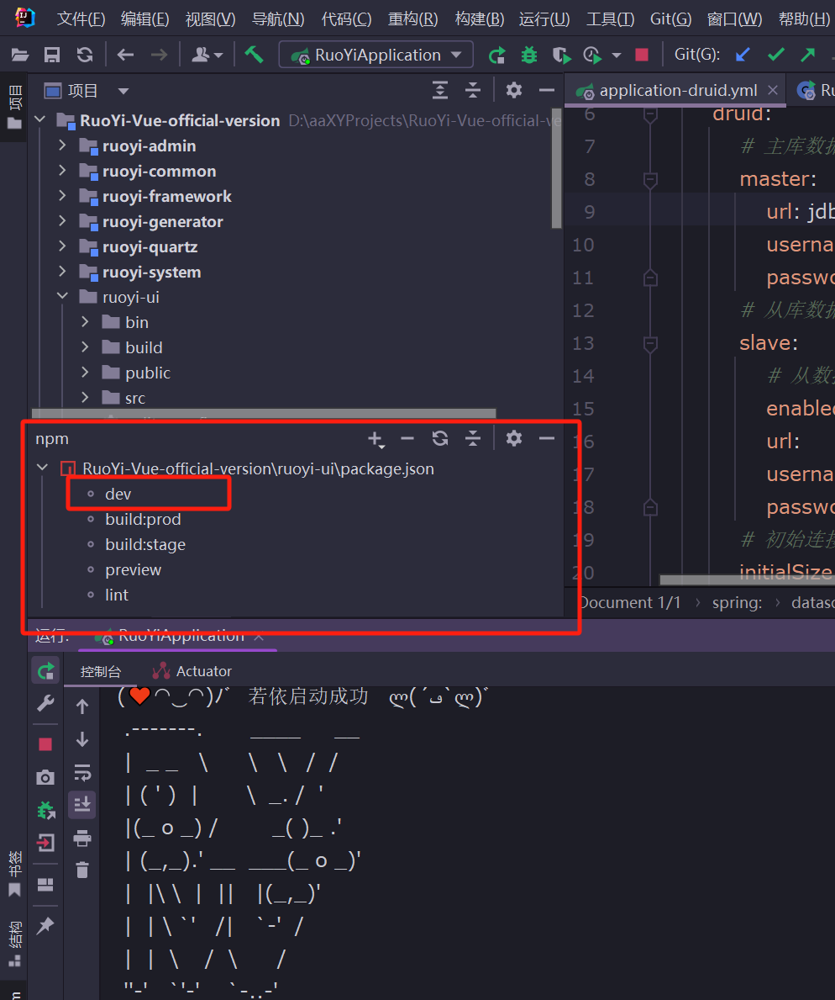 文件(F) 编辑(E) 视图(V) 导航(N) 代码(C) 重构(R) 构建(B) 运行(U) 工具(T) Git(G) 窗口(W) 帮助(H)
RuoYiApplication Git(G):
项目
项目
RuoYi-Vue-official-version D:\aaXYProjects\RuoYi-Vue-official-ve
ruoyi-admin
ruoyi-common
ruoyi-framework
ruoyi-generator
ruoyi-quartz
ruoyi-system
ruoyi-ui
bin
build
public
src
application-druid.yml Ru
6 druid:
7 # 主库数据
8 master:
9 url: jdb
10 userna
11 passwo
12 # 从库数据
13 slave:
14 # 从数据
15 enabled
16 url:
17 userna
18 passwo
19 # 初始连接
20 initialSize
Document 1/1 › spring: › dataso
npm
RuoYi-Vue-official-version\ruoyi-ui\package.json
dev
build:prod
build:stage
preview
lint
运行: RuoYiApplication
控制台 Actuator
(♥◠‿◠)ﾉﾞ 若依启动成功 ლ(´ڡ`ლ)ﾞ
.-------. ____ __
| _ _ \ \ \ / /
| ( ' ) | \ _. / '
|(_ o _) / _( )_ .'
| (_,_).' __ ___(_ o _)'
| |\ \ | || |(_,_)'
| | \ `' /| `-' /
| | \ / \ /
''-' `'-' `-..-'
书签
结构